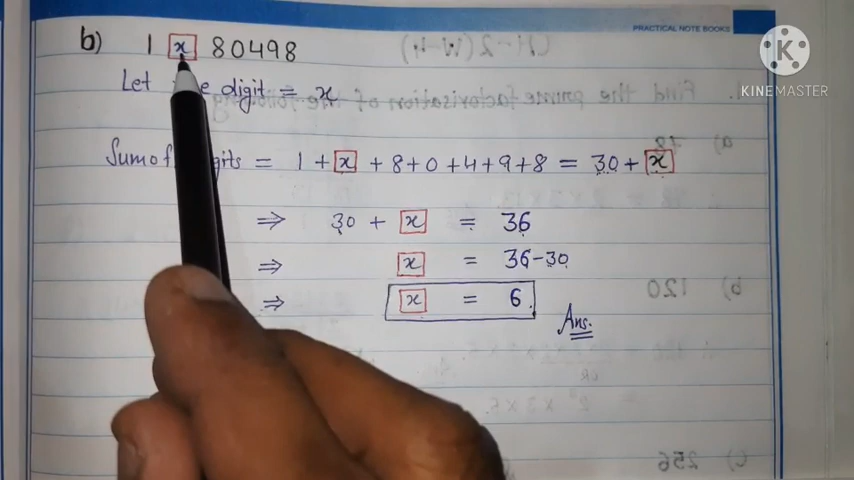 PRACTICAL NOTE BOOKS
KINEMASTER
b) 1 x 80498
Let digit = x
Sum of digits = 1 + x + 8 + 0 + 4 + 9 + 8 = 30 + x
⇒ 30 + x = 36
⇒ x = 36 - 30
⇒ x = 6
Ans.